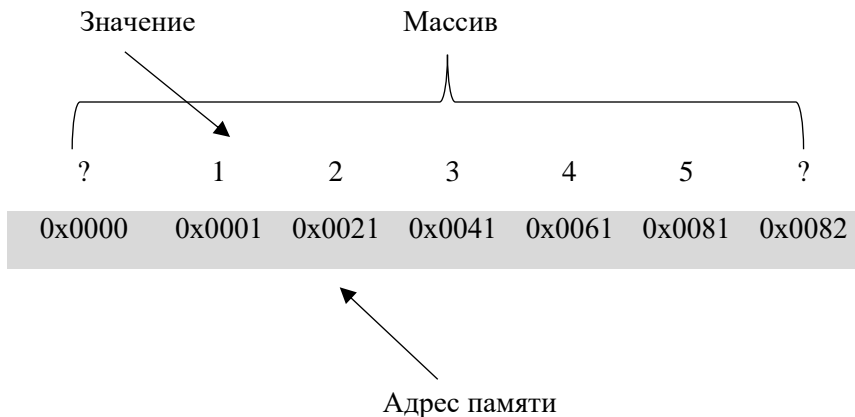 Значение Массив
? 1 2 3 4 5 ?
0x0000 0x0001 0x0021 0x0041 0x0061 0x0081 0x0082
Адрес памяти